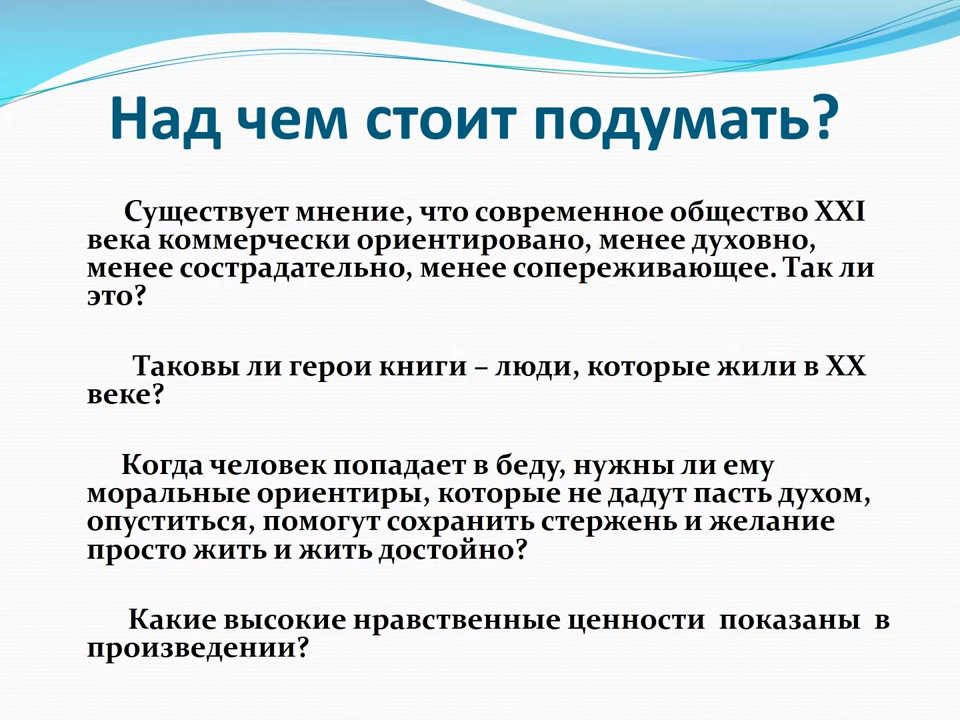 Над чем стоит подумать?
Существует мнение, что современное общество XXI
века коммерчески ориентировано, менее духовно,
менее сострадательно, менее сопереживающее. Так ли
это?
Таковы ли герои книги – люди, которые жили в XX
веке?
Когда человек попадает в беду, нужны ли ему
моральные ориентиры, которые не дадут пасть духом,
опуститься, помогут сохранить стержень и желание
просто жить и жить достойно?
Какие высокие нравственные ценности показаны в
произведении?